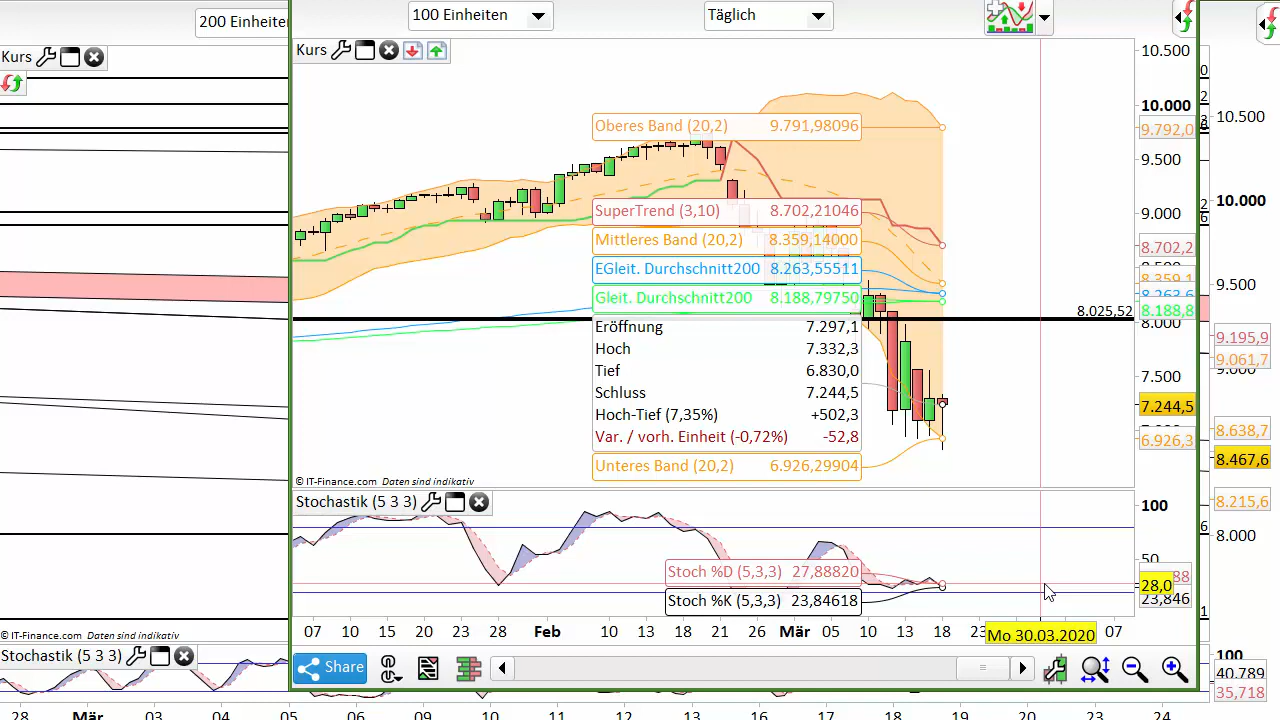 200 Einheiten
100 Einheiten
Täglich
Kurs
Kurs
10.500
10.000
9.792,0
9.500
9.000
8.702,2
8.359,1
8.263,6
8.188,8
8.000
7.500
7.244,5
6.926,3
Oberes Band (20,2) 9.791,98096
SuperTrend (3,10) 8.702,21046
Mittleres Band (20,2) 8.359,14000
EGleit. Durchschnitt200 8.263,55511
Gleit. Durchschnitt200 8.188,79750
8.025,52
Eröffnung 7.297,1
Hoch 7.332,3
Tief 6.830,0
Schluss 7.244,5
Hoch-Tief (7,35%) +502,3
Var. / vorh. Einheit (-0,72%) -52,8
Unteres Band (20,2) 6.926,29904
© IT-Finance.com Daten sind indikativ
Stochastik (5 3 3)
100
50
28,0
23,846
Stoch %D (5,3,3) 27,88820
Stoch %K (5,3,3) 23,84618
07 10 15 20 23 28 Feb 10 13 18 21 26 Mär 05 10 13 18 23 Mo 30.03.2020 07
Share
10.500
10.000
9.500
9.195,9
9.061,7
8.638,7
8.467,6
8.215,6
8.000
© IT-Finance.com Daten sind indikativ
Stochastik (5 3 3)
100
40.789
35,718
28 Mär 03 04 05 06 09 10 11 12 13 16 17 18 19 20 23 24